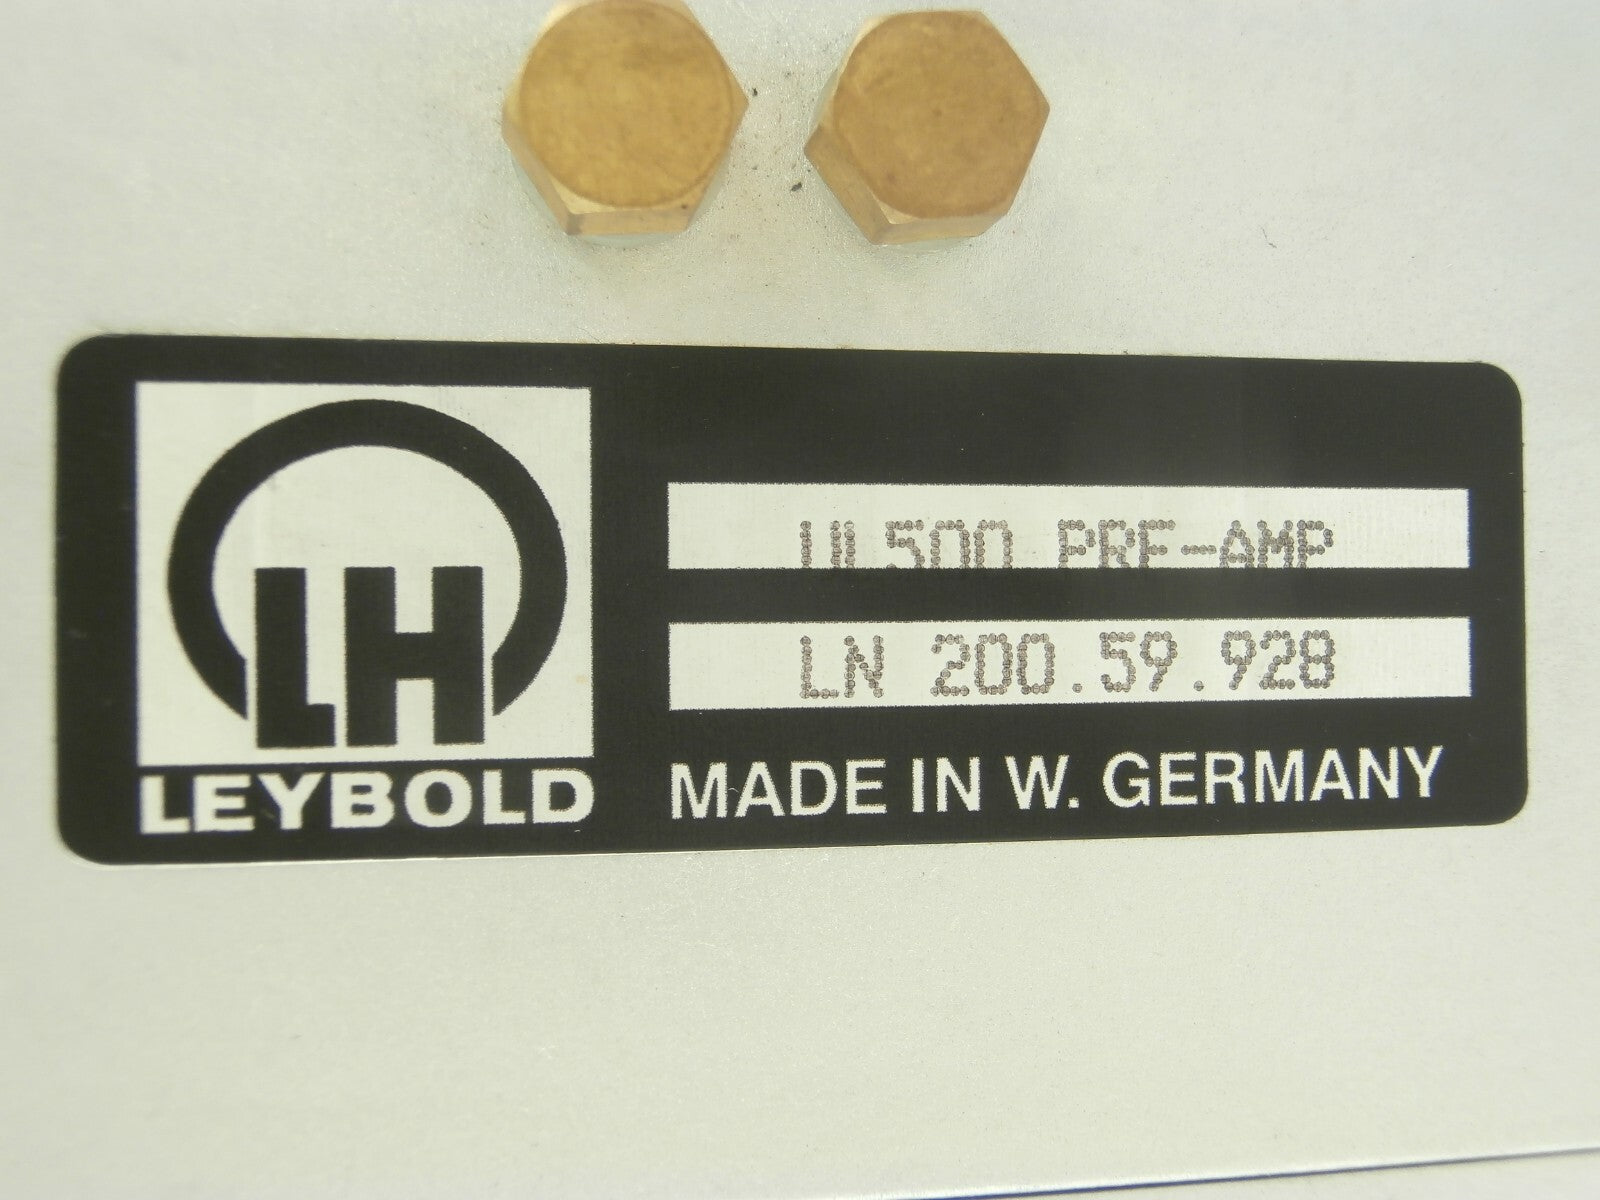 LH
LEYBOLD
UL500 PRE-AMP
LN 200.59.928
MADE IN W. GERMANY